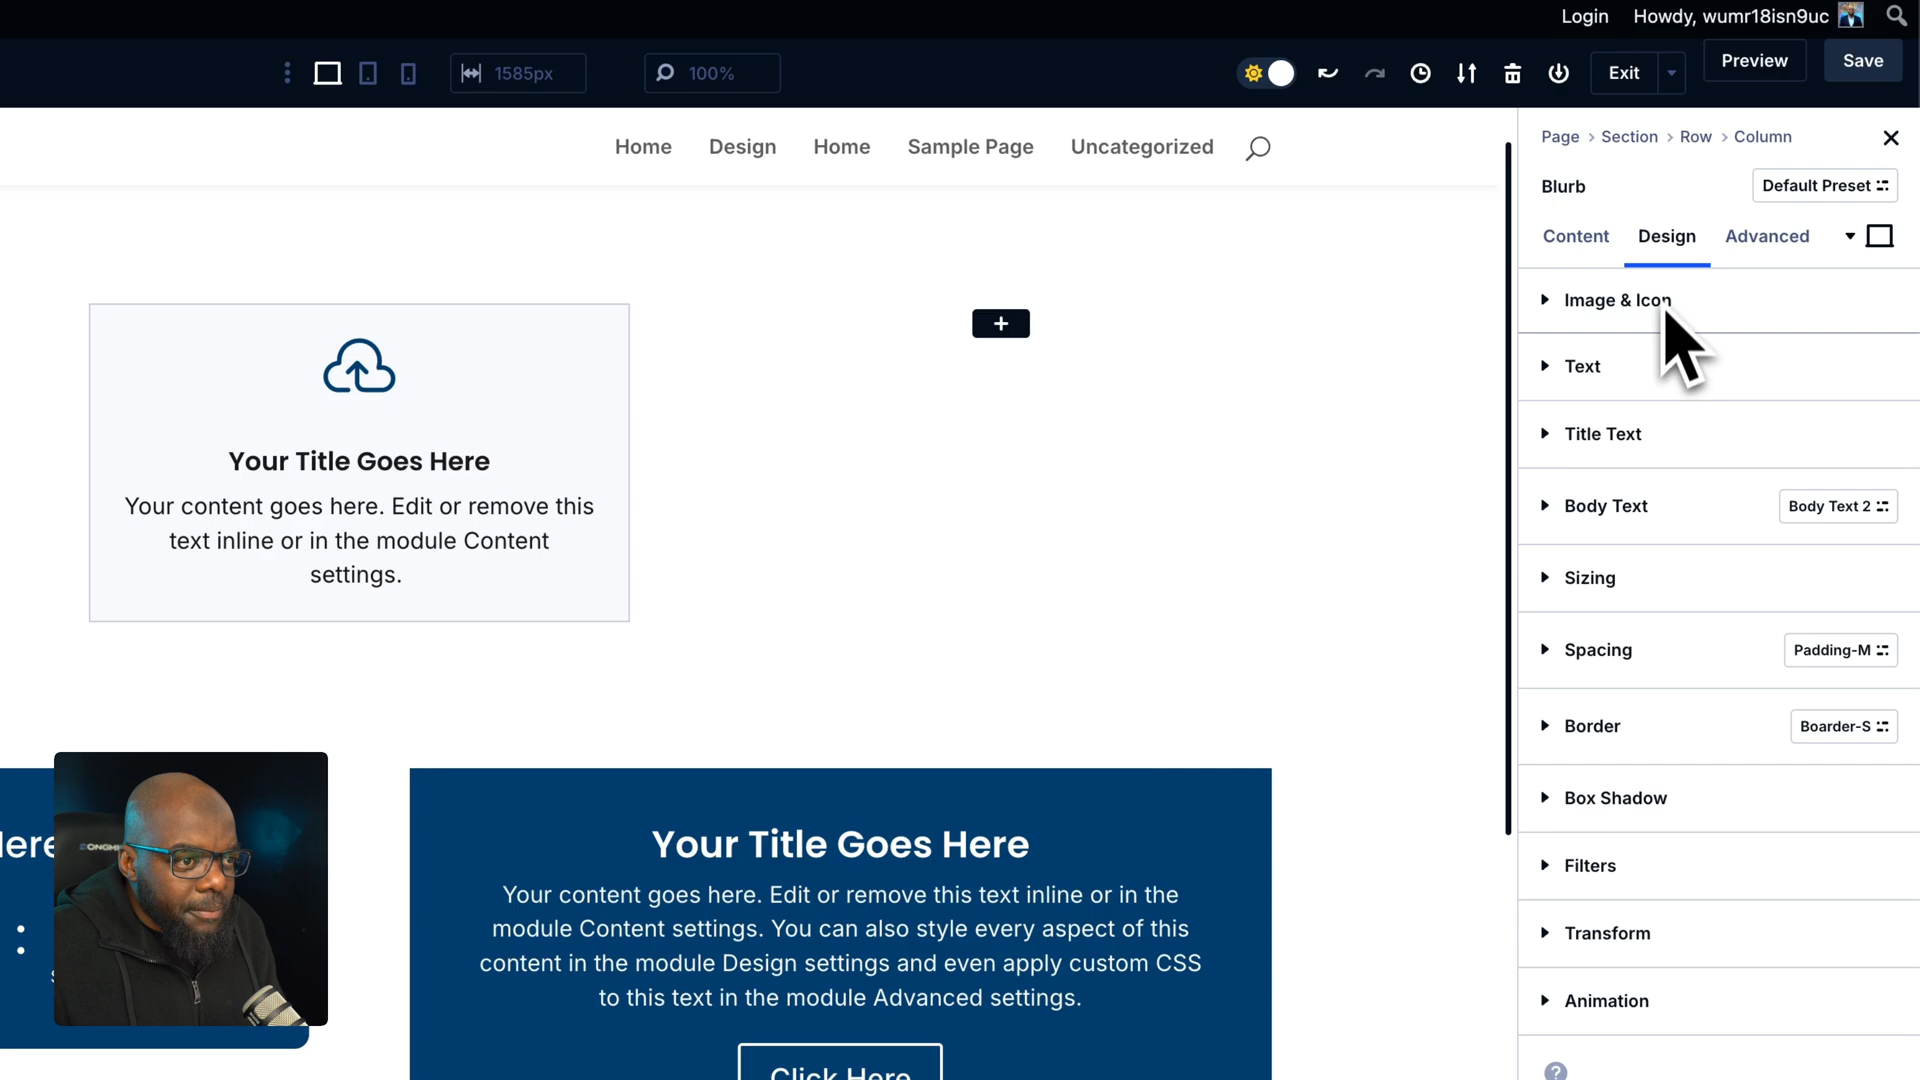 Login Howdy, wumr18isn9uc
1585px 100% Exit Preview Save
Home Design Home Sample Page Uncategorized
Page > Section > Row > Column
Blurb Default Preset
Content Design Advanced
Image & Icon
Text
Title Text
Body Text Body Text 2
Sizing
Spacing Padding-M
Border Boarder-S
Box Shadow
Filters
Transform
Animation
?
+
Your Title Goes Here
Your content goes here. Edit or remove this
text inline or in the module Content
settings.
Your Title Goes Here
Your content goes here. Edit or remove this text inline or in the
module Content settings. You can also style every aspect of this
content in the module Design settings and even apply custom CSS
to this text in the module Advanced settings.
Click Here